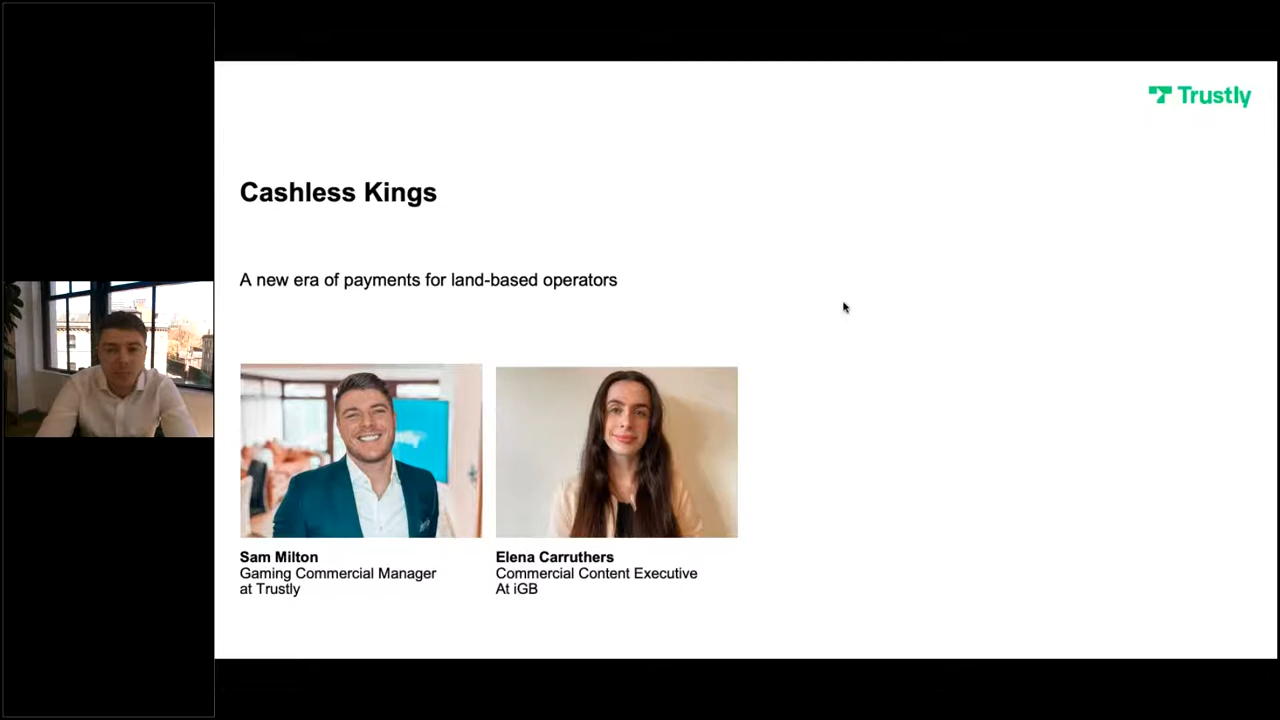 Trustly
Cashless Kings
A new era of payments for land-based operators
Sam Milton
Gaming Commercial Manager
at Trustly
Elena Carruthers
Commercial Content Executive
At iGB